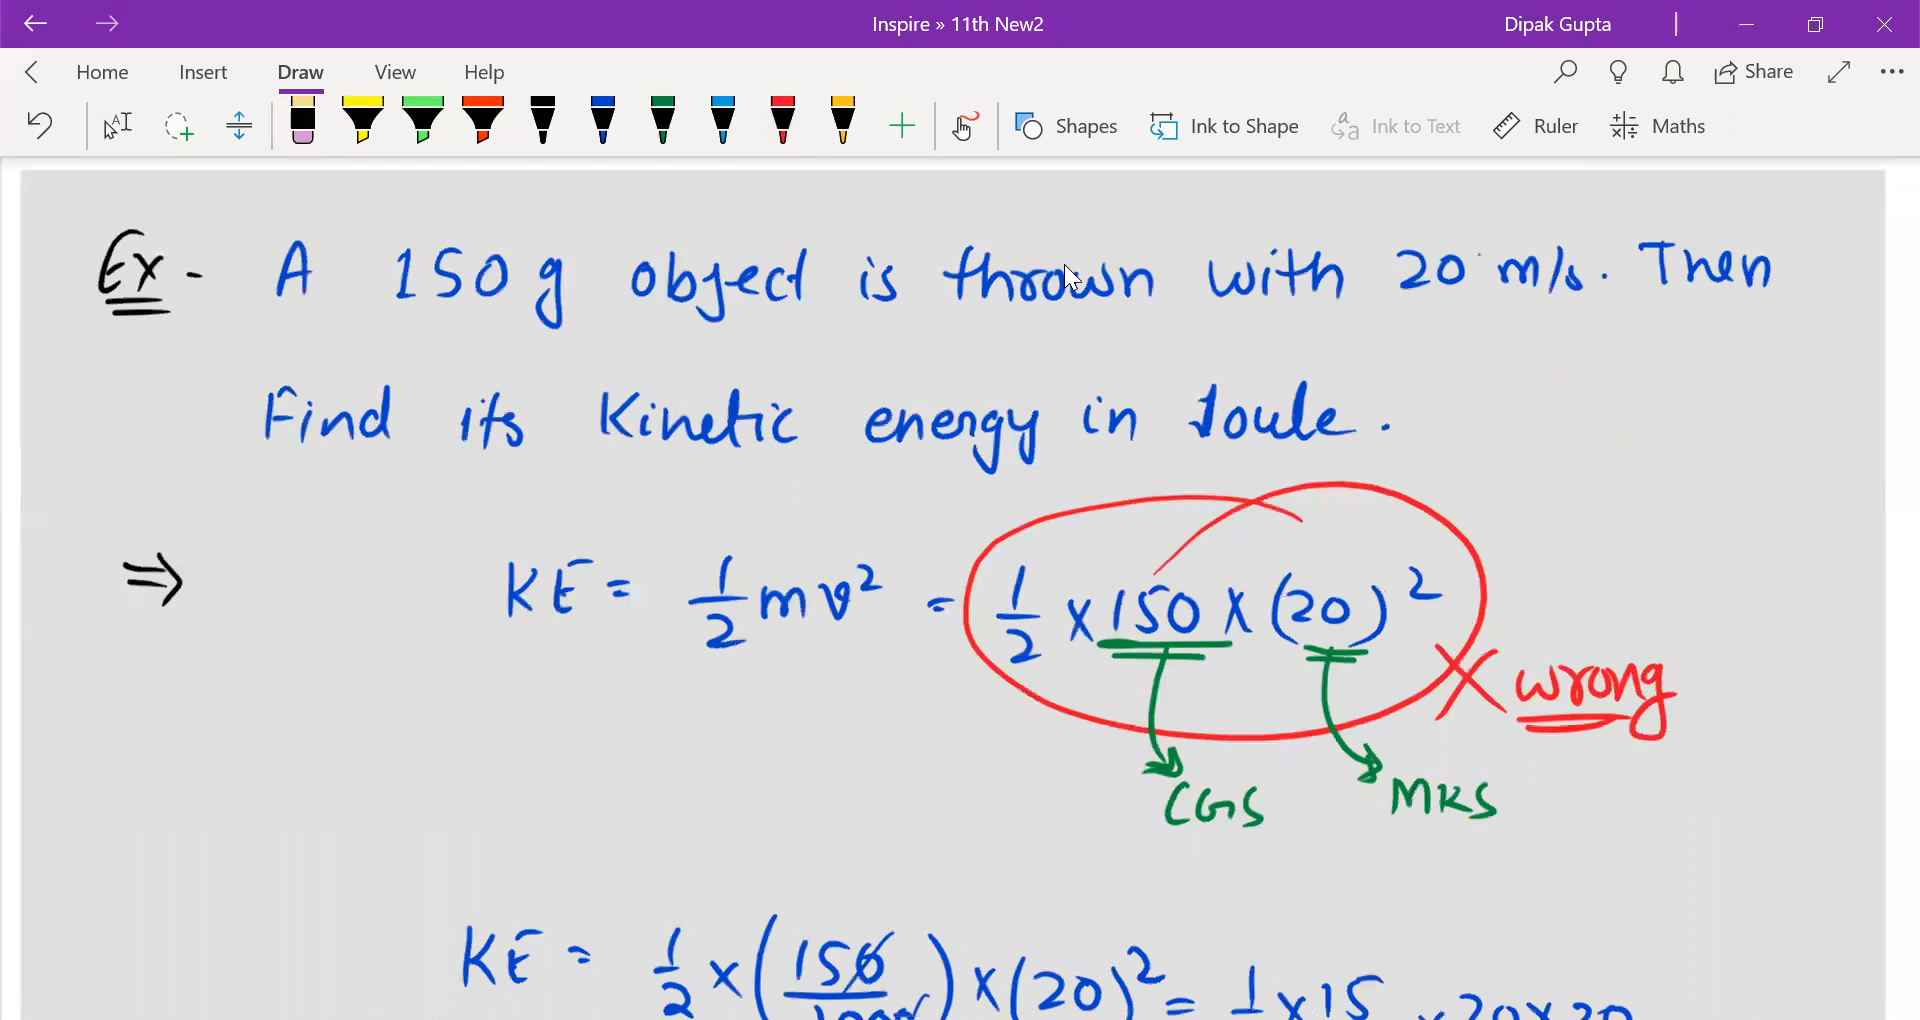 Inspire » 11th New2
Dipak Gupta
Home Insert Draw View Help
Share
Shapes Ink to Shape Ink to Text Ruler Maths
Ex - A 150 g object is thrown with 20 m/s. Then
Find its Kinetic energy in Joule.
⇒ KE = 1/2 mv² = 1/2 × 150 × (20)²
× wrong
CGS MKS
KE = 1/2 × (150/1000) × (20)² = 1 × 15 × 20 × 20